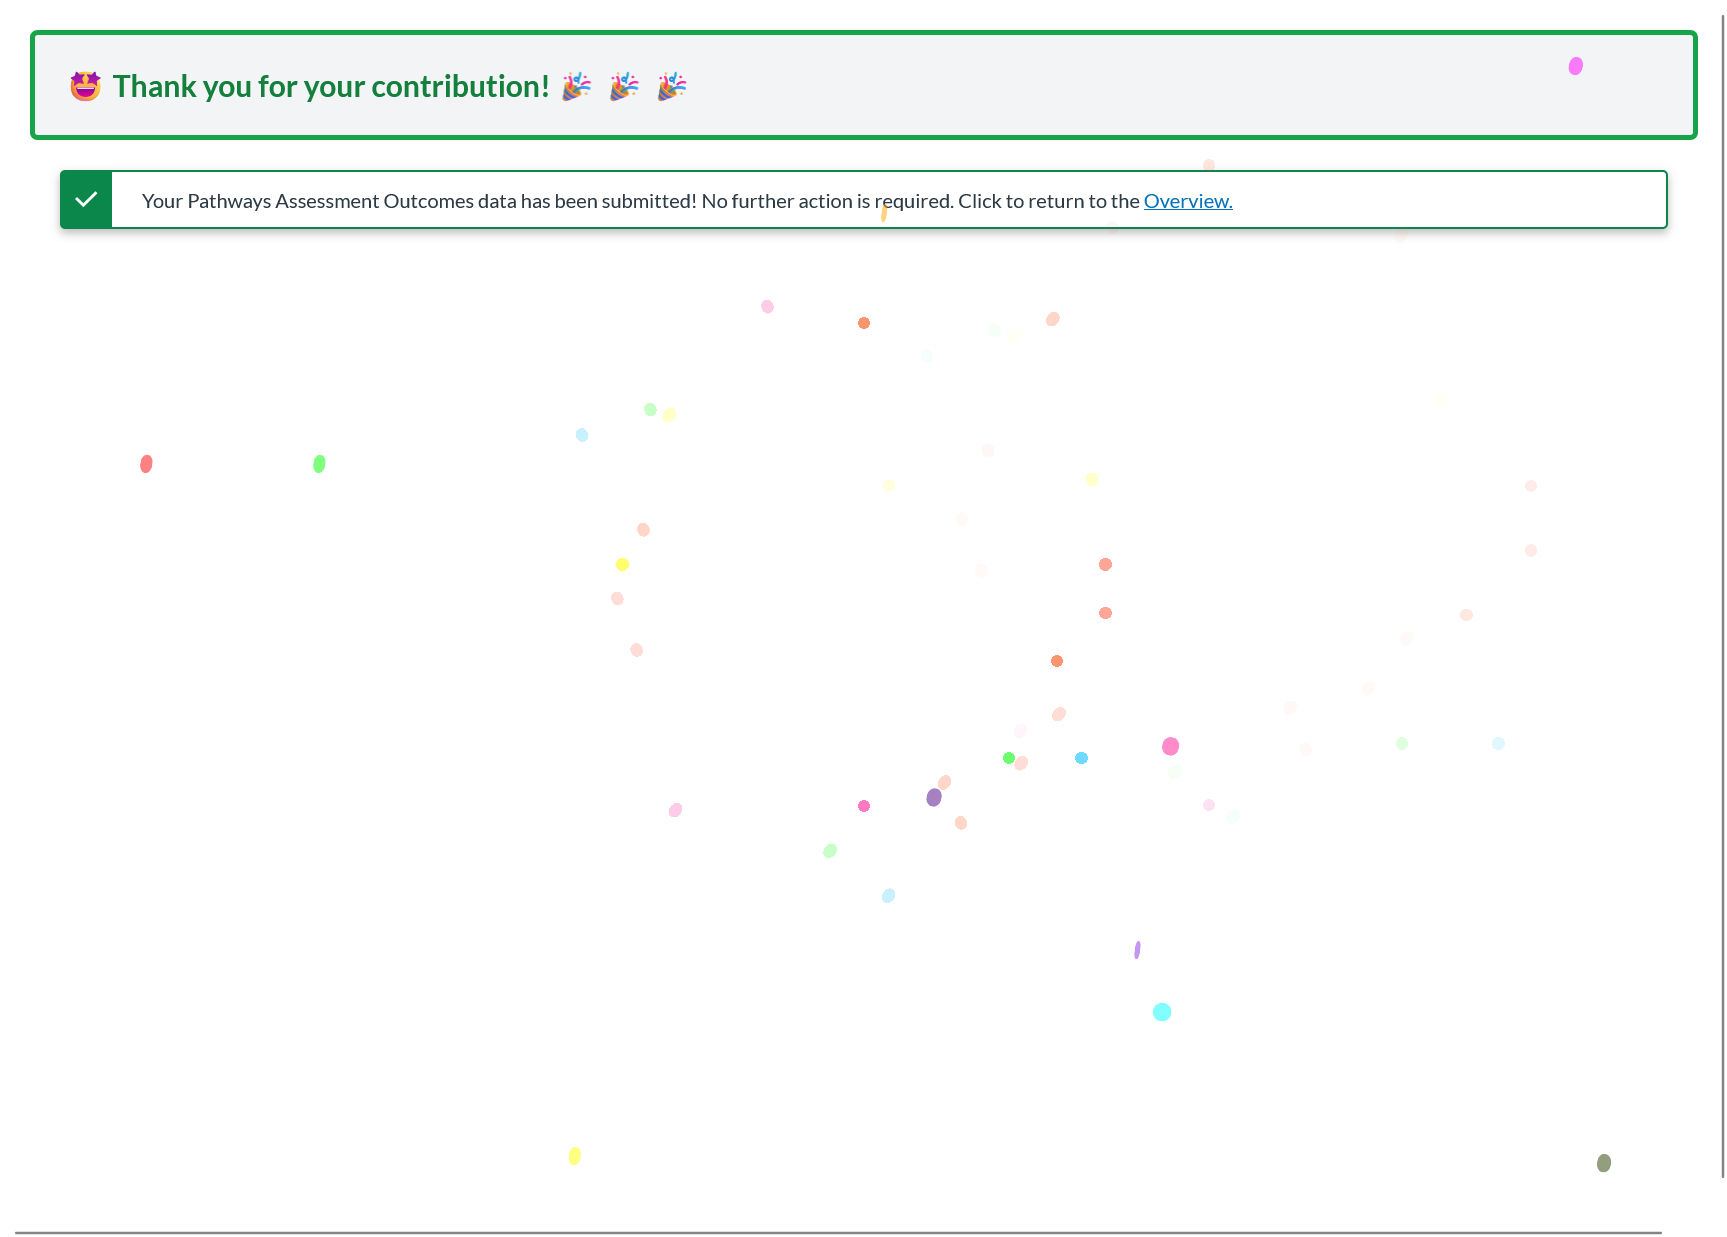 🤩 Thank you for your contribution! 🎉 🎉 🎉
Your Pathways Assessment Outcomes data has been submitted! No further action is required. Click to return to the Overview.